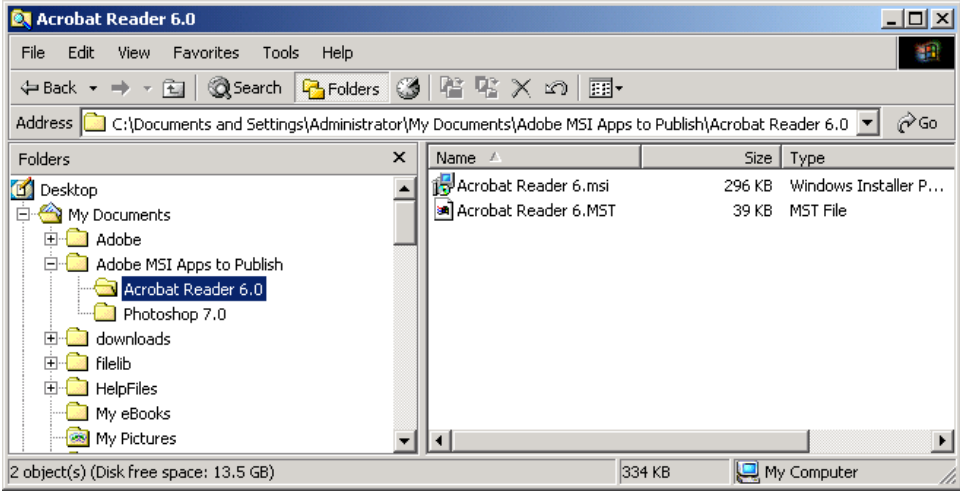 Acrobat Reader 6.0
File Edit View Favorites Tools Help
Back Search Folders
Address C:\Documents and Settings\Administrator\My Documents\Adobe MSI Apps to Publish\Acrobat Reader 6.0 Go
Folders
Desktop
My Documents
Adobe
Adobe MSI Apps to Publish
Acrobat Reader 6.0
Photoshop 7.0
downloads
filelib
HelpFiles
My eBooks
My Pictures
Name Size Type
Acrobat Reader 6.msi 296 KB Windows Installer P...
Acrobat Reader 6.MST 39 KB MST File
2 object(s) (Disk free space: 13.5 GB) 334 KB My Computer